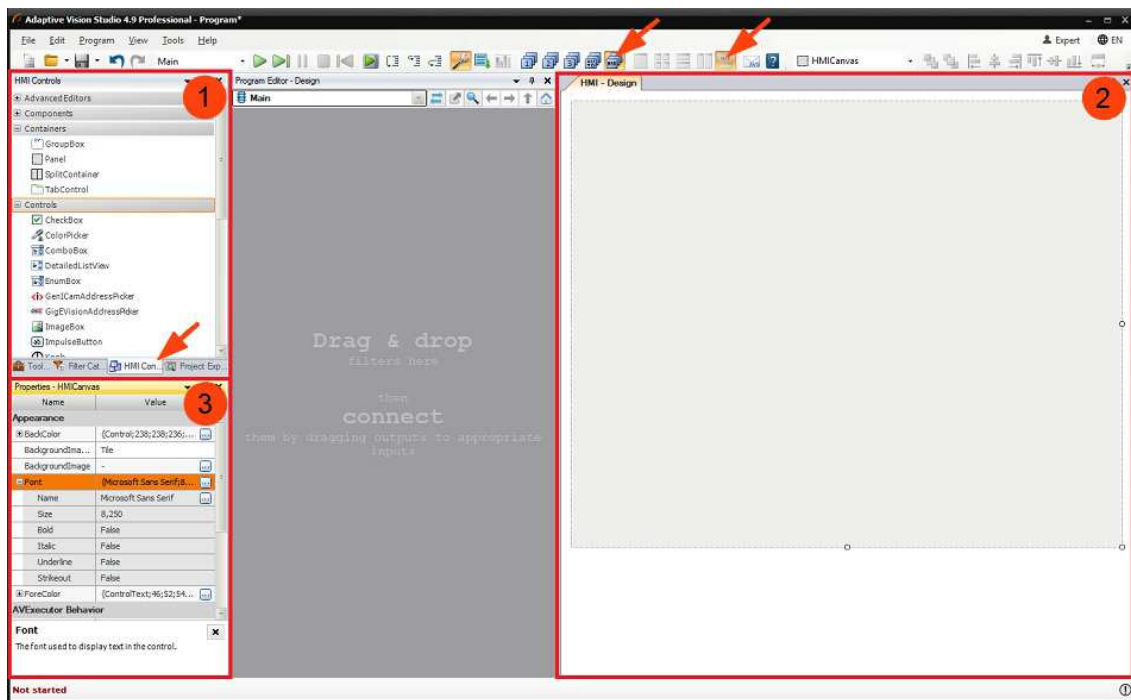 Adaptive Vision Studio 4.9 Professional - Program*
File Edit Program View Tools Help
Expert EN
Main
HMICanvas
HMI Controls
1
Advanced Editors
Components
Containers
GroupBox
Panel
SplitContainer
TabControl
Controls
CheckBox
ColorPicker
ComboBox
DetailedListView
EnumBox
GenICamAddressPicker
GigEVisionAddressPicker
ImageBox
ImpulseButton
Knob
Tool... Filter Cat... HMI Con... Project Exp...
Properties - HMICanvas
3
Name Value
Appearance
BackColor (Control;238;238;236;...
BackgroundIma... Tile
BackgroundImage -
Font (Microsoft Sans Serif;8....
Name Microsoft Sans Serif
Size 8,250
Bold False
Italic False
Underline False
Strikeout False
ForeColor (ControlText;46;52;54...
AVExecutor Behavior
Font
The font used to display text in the control.
Program Editor - Design
Main
Drag & drop
filters here
then
connect
them by dragging outputs to appropriate
inputs
HMI - Design
2
Not started